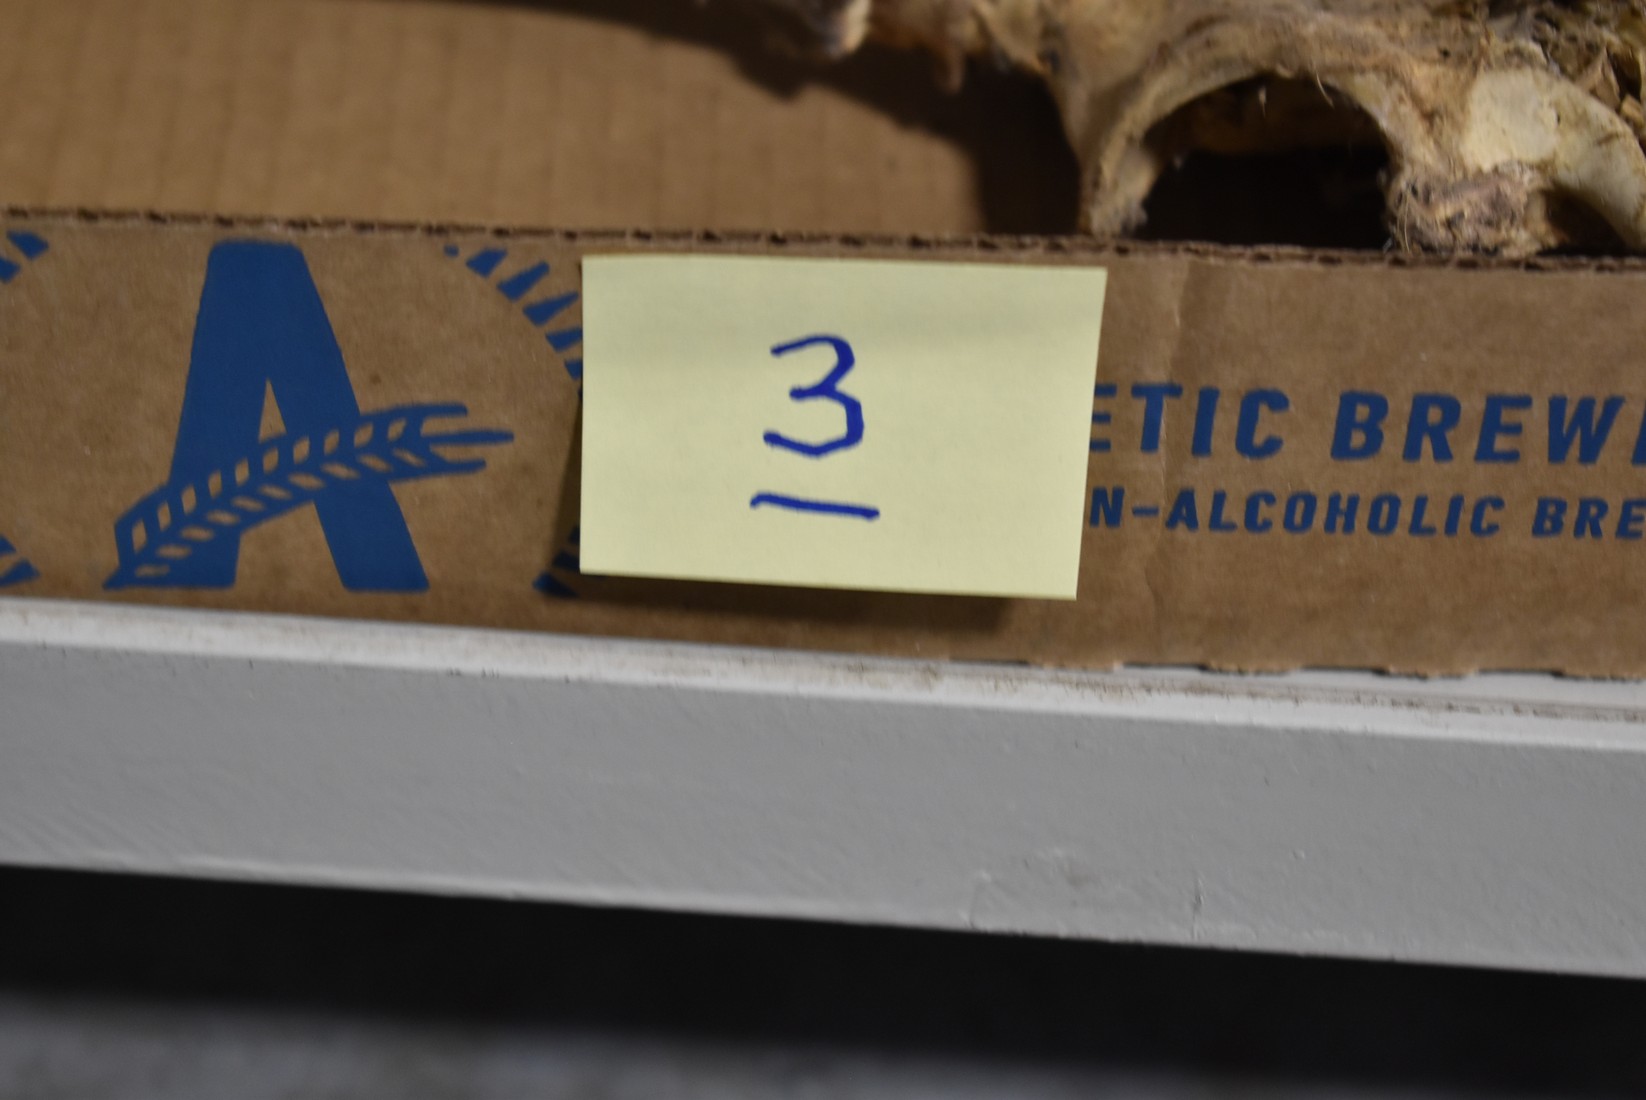 A
3
ETIC BREW
N-ALCOHOLIC BRE